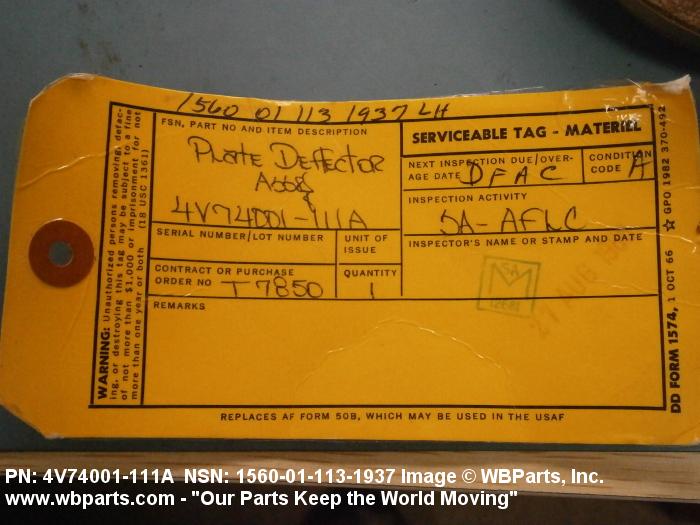 1560 01 113 1937 LH
FSN, PART NO AND ITEM DESCRIPTION
Plate Deflector
Assy
4V74001-111A
SERIAL NUMBER/LOT NUMBER
UNIT OF ISSUE
CONTRACT OR PURCHASE ORDER NO T7850
QUANTITY
1
REMARKS
SERVICEABLE TAG - MATERIEL
NEXT INSPECTION DUE/OVER-
AGE DATE DFAC
CONDITION
CODE A
INSPECTION ACTIVITY
SA-AFLC
INSPECTOR'S NAME OR STAMP AND DATE
SA
M
WARNING: Unauthorized persons removing, defac-
ing, or destroying this tag may be subject to a fine
of not more than $1,000 or imprisonment for not
more than one year or both (18 USC 1361)
DD FORM 1574, 1 OCT 66 ☆ GPO 1982 370-492
REPLACES AF FORM 50B, WHICH MAY BE USED IN THE USAF
PN: 4V74001-111A NSN: 1560-01-113-1937 Image © WBParts, Inc.
www.wbparts.com - "Our Parts Keep the World Moving"